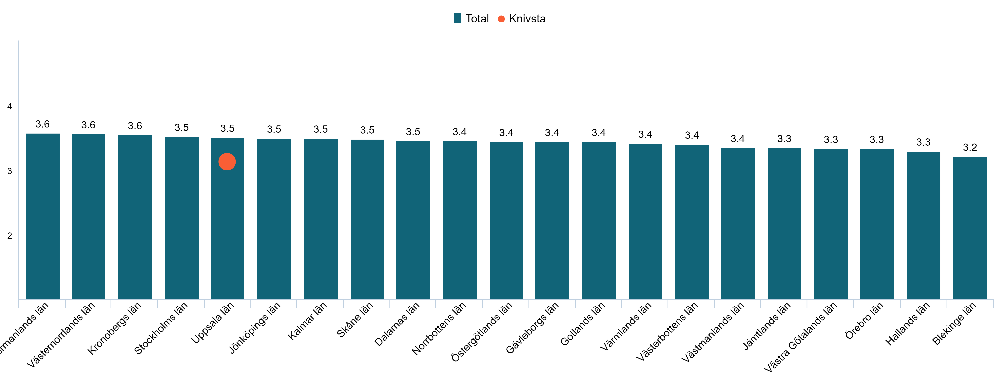 Total Knivsta
4
3
2
3.6 3.6 3.6 3.5 3.5 3.5 3.5 3.5 3.5 3.4 3.4 3.4 3.4 3.4 3.4 3.4 3.3 3.3 3.3 3.3 3.2
ermanlands län
Västernorrlands län
Kronobergs län
Stockholms län
Uppsala län
Jönköpings län
Kalmar län
Skåne län
Dalarnas län
Norrbottens län
Östergötlands län
Gävleborgs län
Gotlands län
Värmlands län
Västerbottens län
Västmanlands län
Jämtlands län
Västra Götalands län
Örebro län
Hallands län
Blekinge län